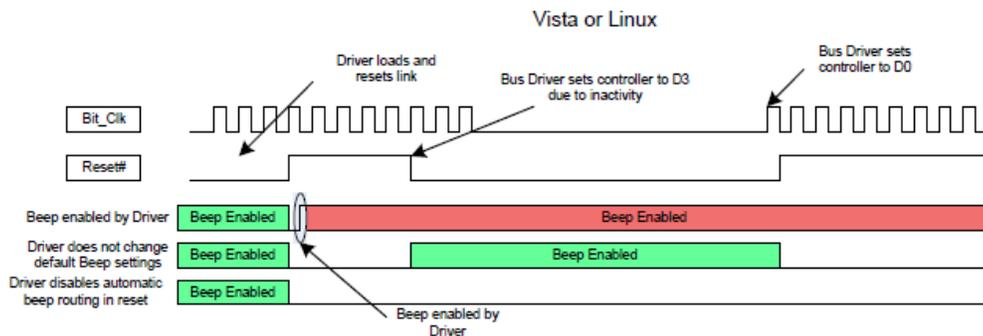 Vista or Linux
Driver loads and
resets link
Bus Driver sets controller to D3
due to inactivity
Bus Driver sets
controller to D0
Bit_Clk
Reset#
Beep enabled by Driver
Beep Enabled
Beep Enabled
Driver does not change
default Beep settings
Beep Enabled
Beep Enabled
Driver disables automatic
beep routing in reset
Beep Enabled
Beep enabled by
Driver